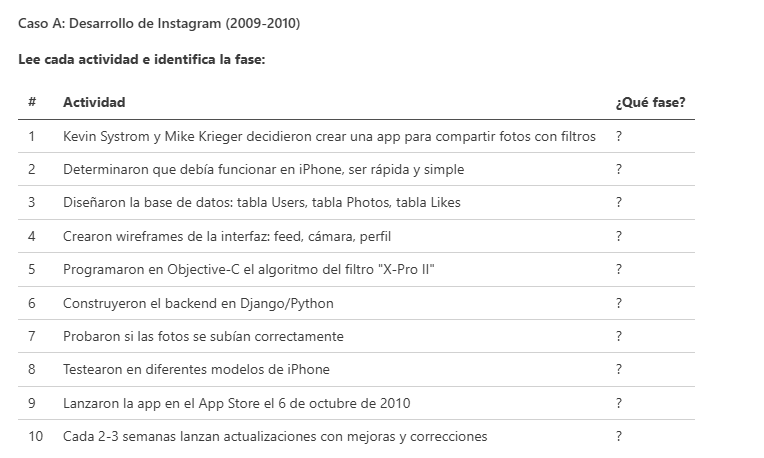 Caso A: Desarrollo de Instagram (2009-2010)
Lee cada actividad e identifica la fase:
# Actividad ¿Qué fase?
1 Kevin Systrom y Mike Krieger decidieron crear una app para compartir fotos con filtros ?
2 Determinaron que debía funcionar en iPhone, ser rápida y simple ?
3 Diseñaron la base de datos: tabla Users, tabla Photos, tabla Likes ?
4 Crearon wireframes de la interfaz: feed, cámara, perfil ?
5 Programaron en Objective-C el algoritmo del filtro "X-Pro II" ?
6 Construyeron el backend en Django/Python ?
7 Probaron si las fotos se subían correctamente ?
8 Testearon en diferentes modelos de iPhone ?
9 Lanzaron la app en el App Store el 6 de octubre de 2010 ?
10 Cada 2-3 semanas lanzan actualizaciones con mejoras y correcciones ?